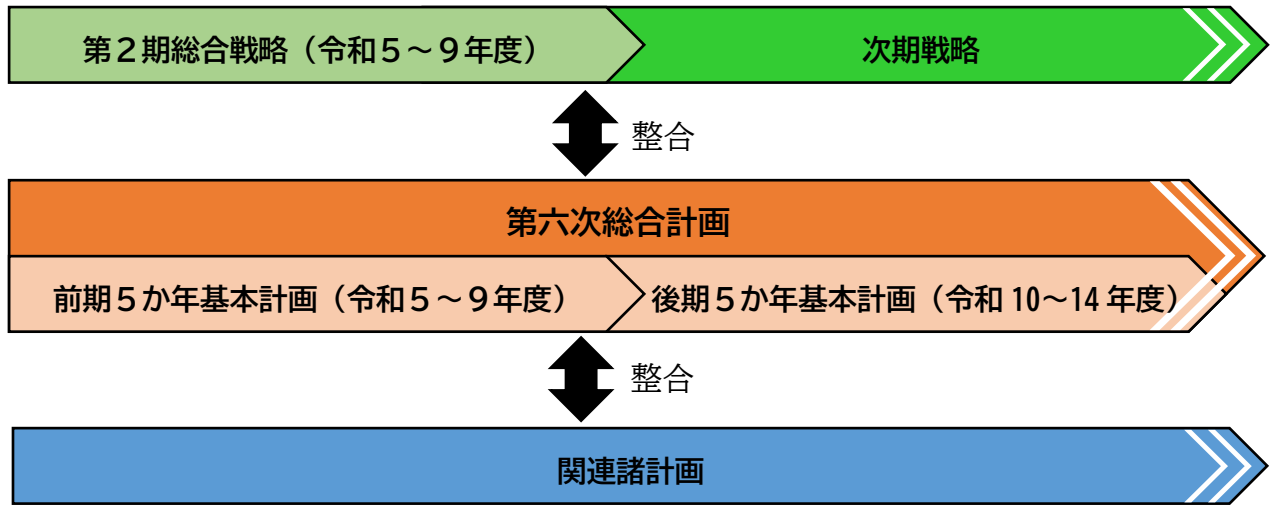 第２期総合戦略（令和５～９年度）
次期戦略
整合
第六次総合計画
前期５か年基本計画（令和５～９年度）
後期５か年基本計画（令和 10～14 年度）
整合
関連諸計画